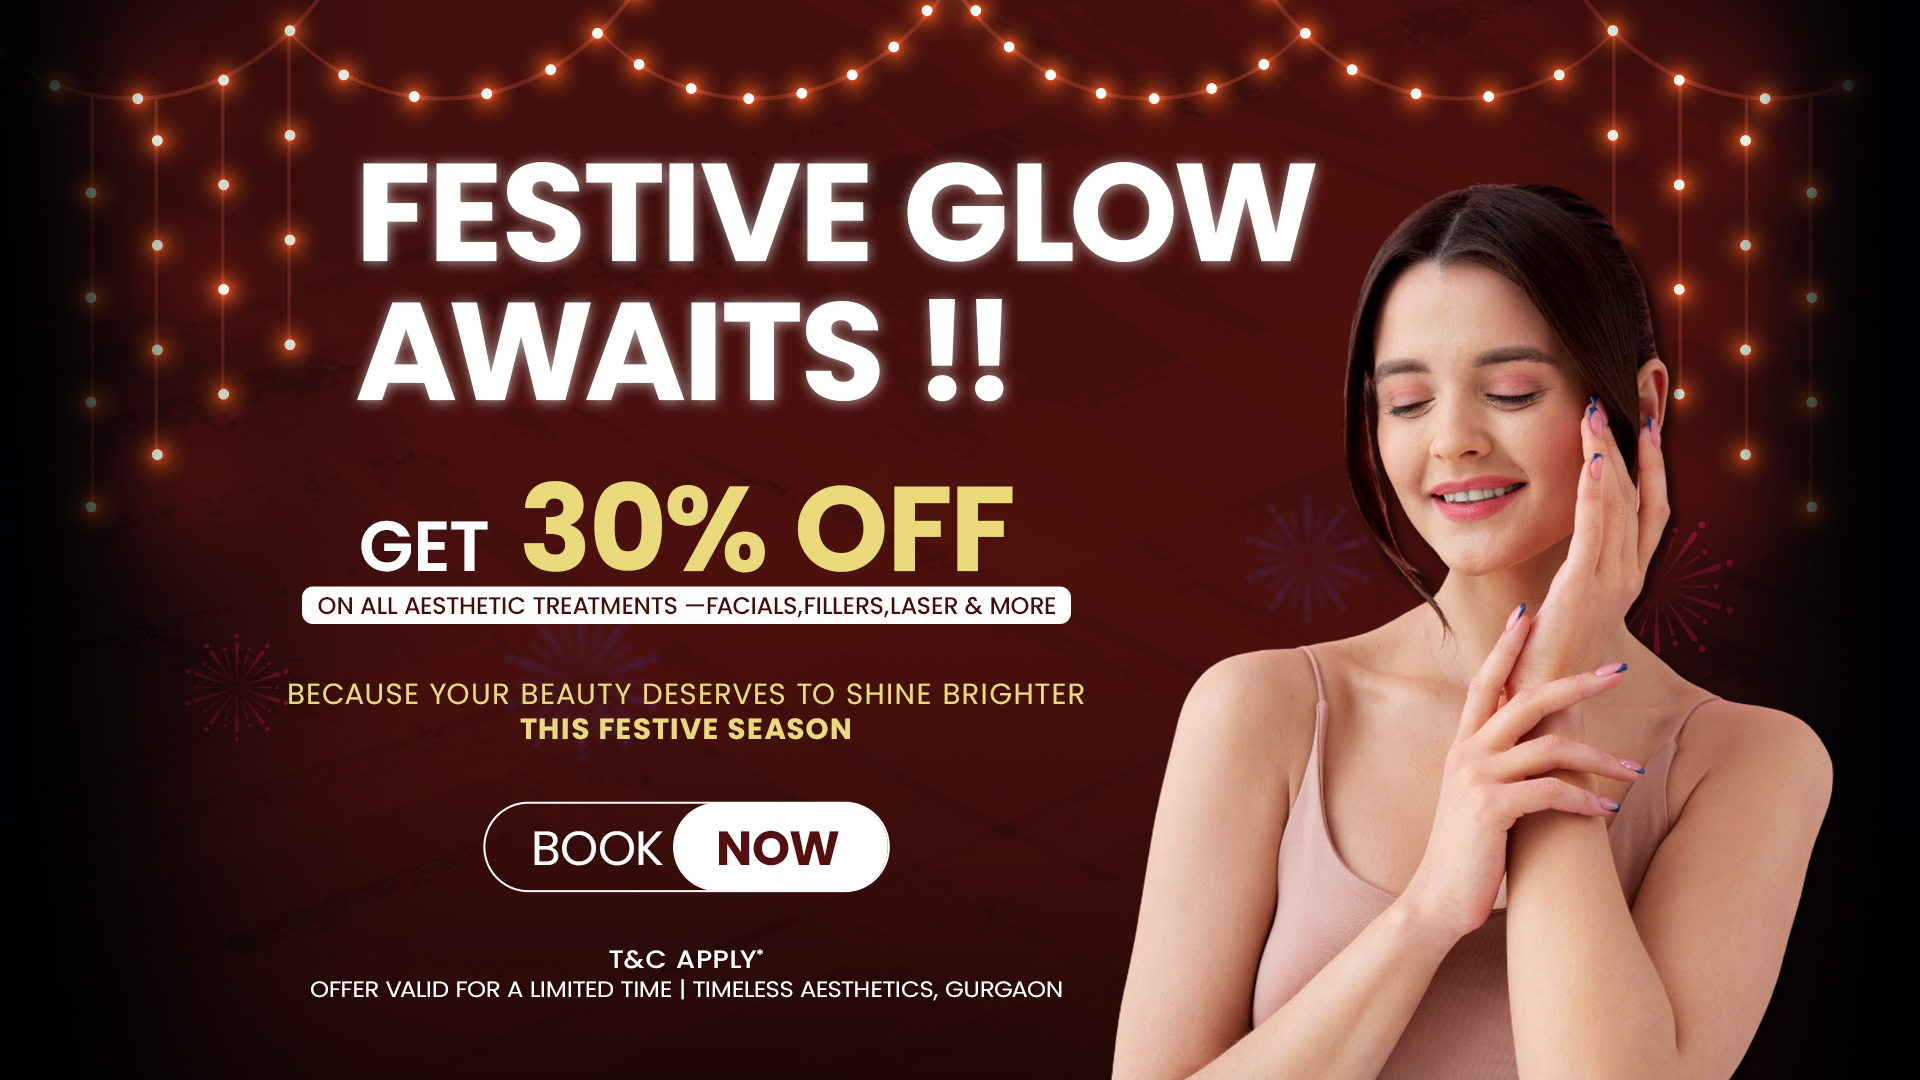 FESTIVE GLOW
AWAITS !!
GET 30% OFF
ON ALL AESTHETIC TREATMENTS —FACIALS,FILLERS,LASER & MORE
BECAUSE YOUR BEAUTY DESERVES TO SHINE BRIGHTER
THIS FESTIVE SEASON
BOOK NOW
T&C APPLY*
OFFER VALID FOR A LIMITED TIME | TIMELESS AESTHETICS, GURGAON